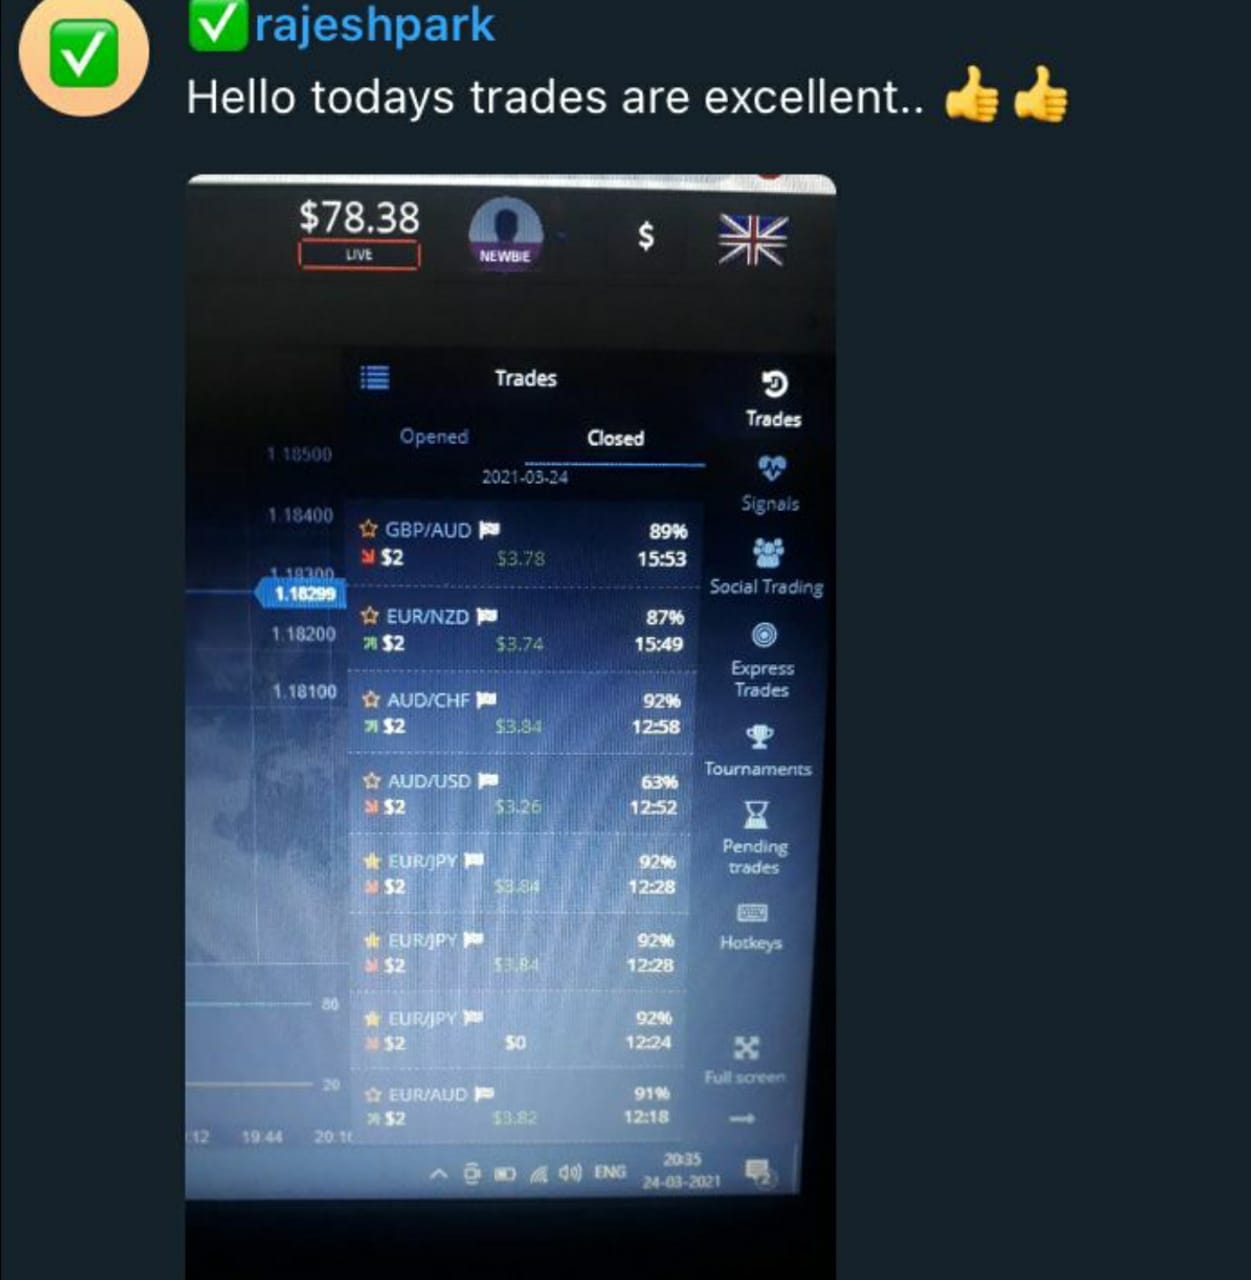 ✅rajeshpark
Hello todays trades are excellent.. 👍👍
$78.38
LIVE
NEWBIE
$
Trades
Trades
Opened
Closed
2021-03-24
Signals
Social Trading
Express
Trades
Tournaments
Pending
trades
Hotkeys
Full screen
1.18500
1.18400
1.18300
1.18299
1.18200
1.18100
GBP/AUD 89%
$2 $3.78 15:53
EUR/NZD 87%
$2 $3.74 15:49
AUD/CHF 92%
$2 $3.84 12:58
AUD/USD 63%
$2 $3.26 12:52
EUR/JPY 92%
$2 $3.84 12:28
EUR/JPY 92%
$2 $3.84 12:28
EUR/JPY 92%
$2 $0 12:24
EUR/AUD 91%
$2 $3.82 12:18
80
20
19:44
ENG
20:35
24-03-2021
2